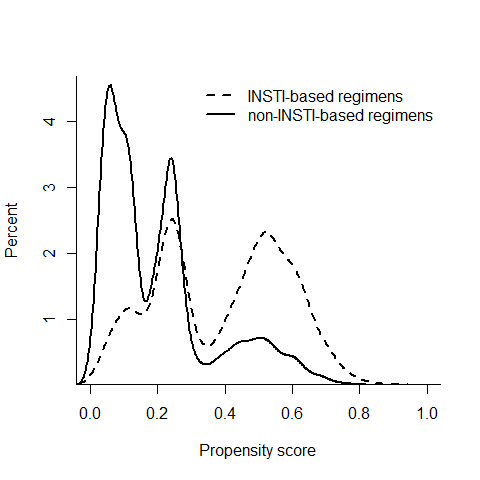 INSTI-based regimens
non-INSTI-based regimens
4
3
2
1
Percent
0.0 0.2 0.4 0.6 0.8 1.0
Propensity score